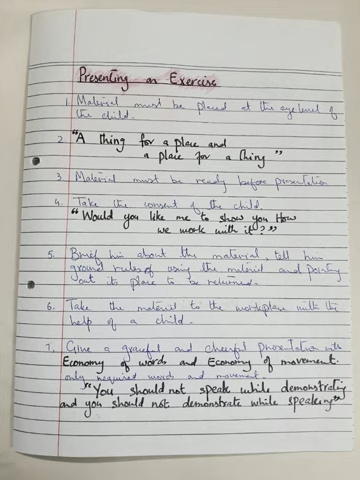 Presenting an Exercise
1. Material must be placed at the eye level of
the child.
2. "A thing for a place and
a place for a thing"
3. Material must be ready before presentation
4. Take the consent of the child.
"Would you like me to show you How
we work with it?"
5. Brief him about the material, tell him
ground rules of using the material and pointing
out its place to be returned.
6. Take the material to the workplace with the
help of a child.
7. Give a graceful and cheerful presentation with
Economy of words and Economy of movement.
only required words and movement.
"You should not speak while demonstrating
and you should not demonstrate while speaking"